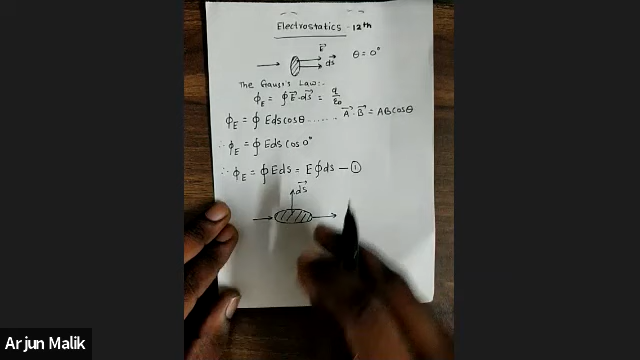 Electrostatics - 12th
E ds θ = 0°
The Gauss's Law:-
ϕE = ∮ E⃗·ds⃗ = q/ε0
ϕE = ∮ Eds cosθ ...... A⃗·B⃗ = AB cosθ
∴ ϕE = ∮ Eds cos 0°
∴ ϕE = ∮ Eds = E ∮ds — ①
ds⃗
Arjun Malik